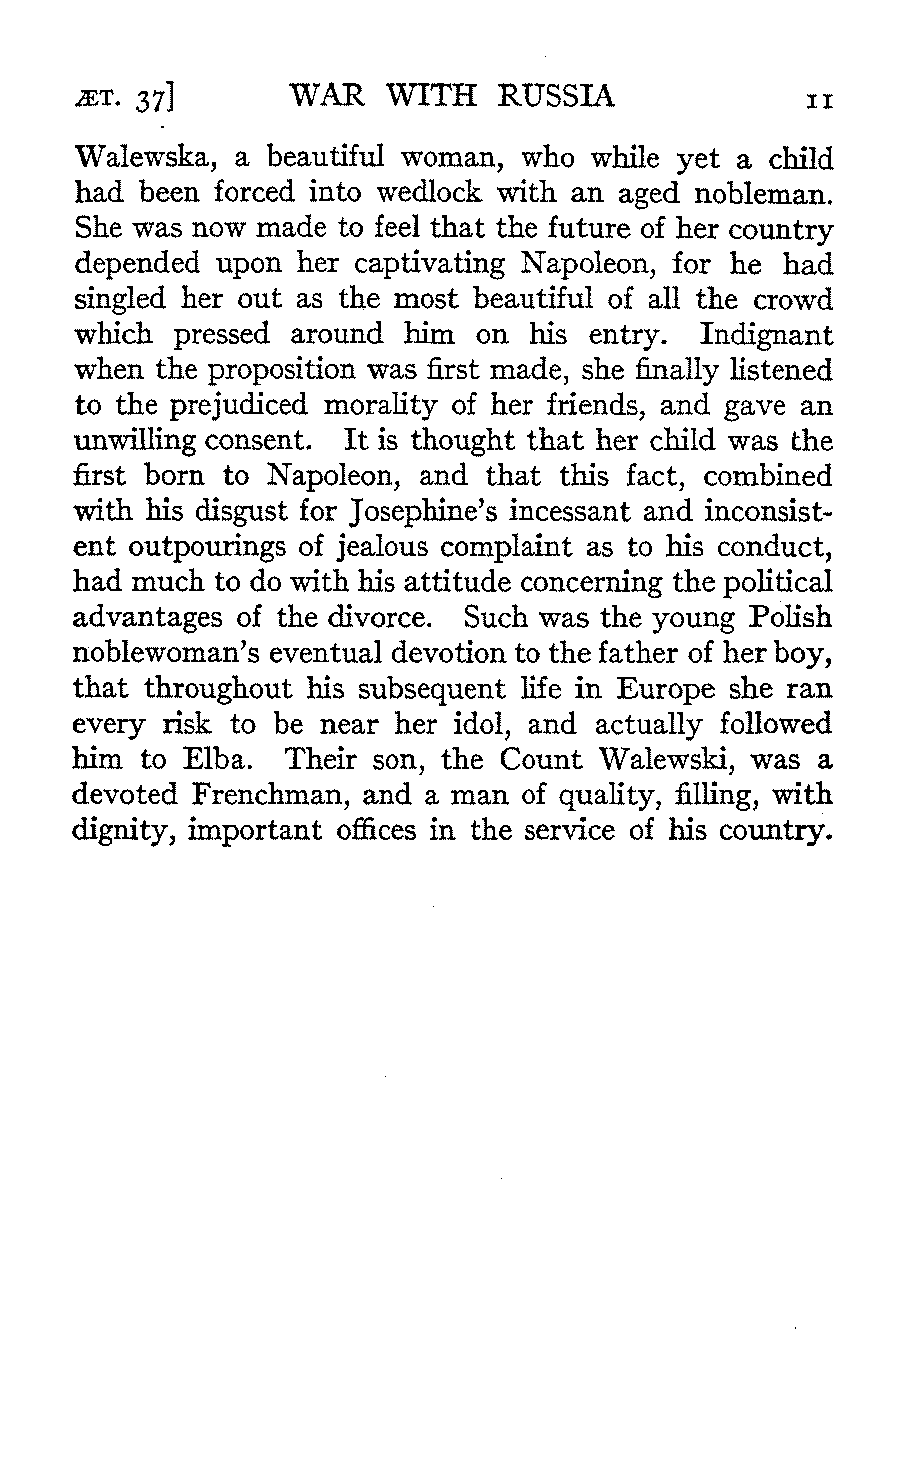 ÆT. 37] WAR WITH RUSSIA 11
Walewska, a beautiful woman, who while yet a child
had been forced into wedlock with an aged nobleman.
She was now made to feel that the future of her country
depended upon her captivating Napoleon, for he had
singled her out as the most beautiful of all the crowd
which pressed around him on his entry. Indignant
when the proposition was first made, she finally listened
to the prejudiced morality of her friends, and gave an
unwilling consent. It is thought that her child was the
first born to Napoleon, and that this fact, combined
with his disgust for Josephine's incessant and inconsist-
ent outpourings of jealous complaint as to his conduct,
had much to do with his attitude concerning the political
advantages of the divorce. Such was the young Polish
noblewoman's eventual devotion to the father of her boy,
that throughout his subsequent life in Europe she ran
every risk to be near her idol, and actually followed
him to Elba. Their son, the Count Walewski, was a
devoted Frenchman, and a man of quality, filling, with
dignity, important offices in the service of his country.